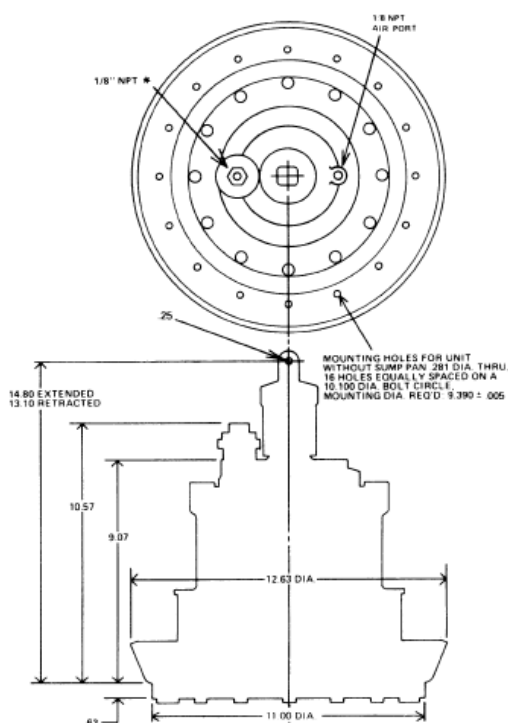 1/8 NPT
AIR PORT
1/8" NPT #
.25
MOUNTING HOLES FOR UNIT
WITHOUT SUMP PAN .281 DIA. THRU.
16 HOLES EQUALLY SPACED ON A
10.100 DIA. BOLT CIRCLE.
MOUNTING DIA. REQ'D: 9.390 ± .005
14.80 EXTENDED
13.10 RETRACTED
10.57
9.07
12.63 DIA.
.63
11.00 DIA.